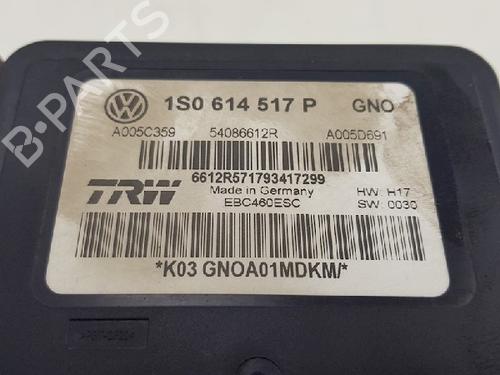 B-PARTS
1S0 614 517 P GNO
A005C359 54086612R A005D691
6612R571793417299
TRW Made in Germany HW: H17
EBC460ESC SW: 0030
*K03 GNOA01MDKM/*